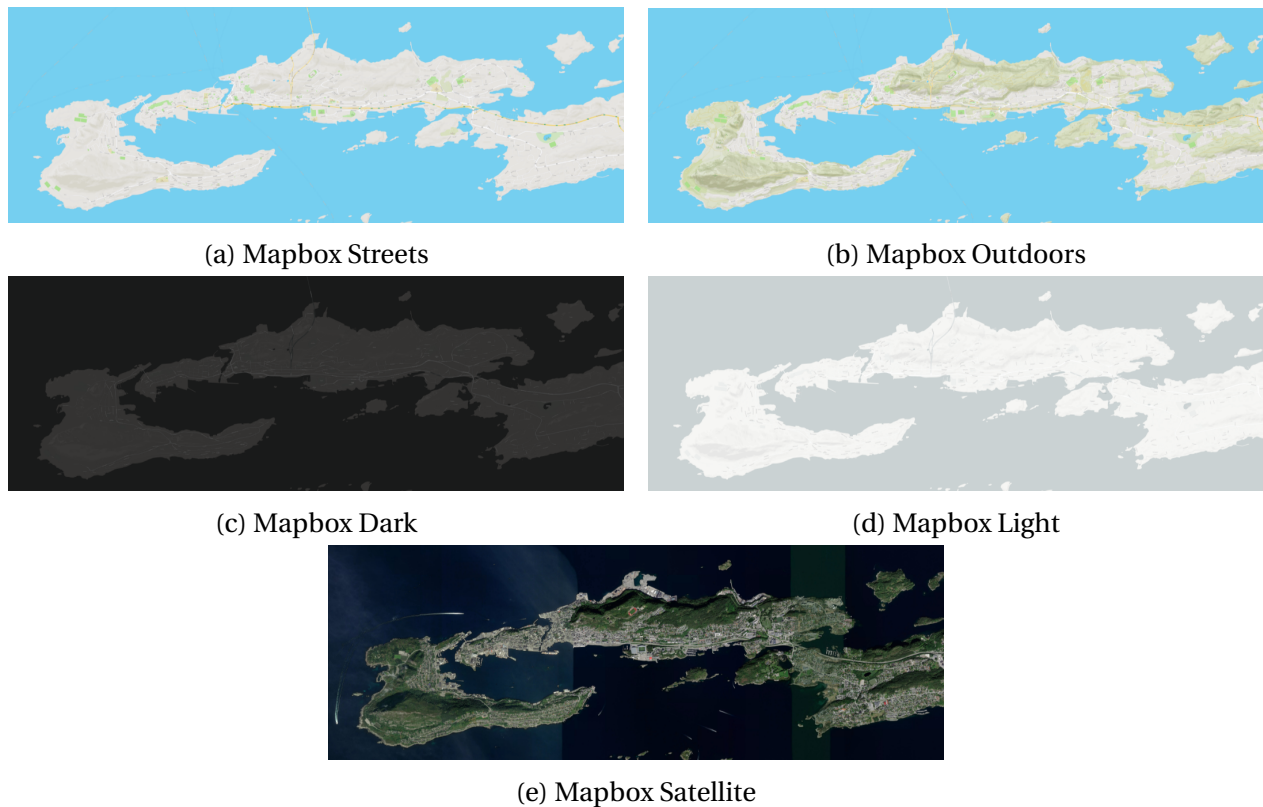 (a) Mapbox Streets
(b) Mapbox Outdoors
(c) Mapbox Dark
(d) Mapbox Light
(e) Mapbox Satellite